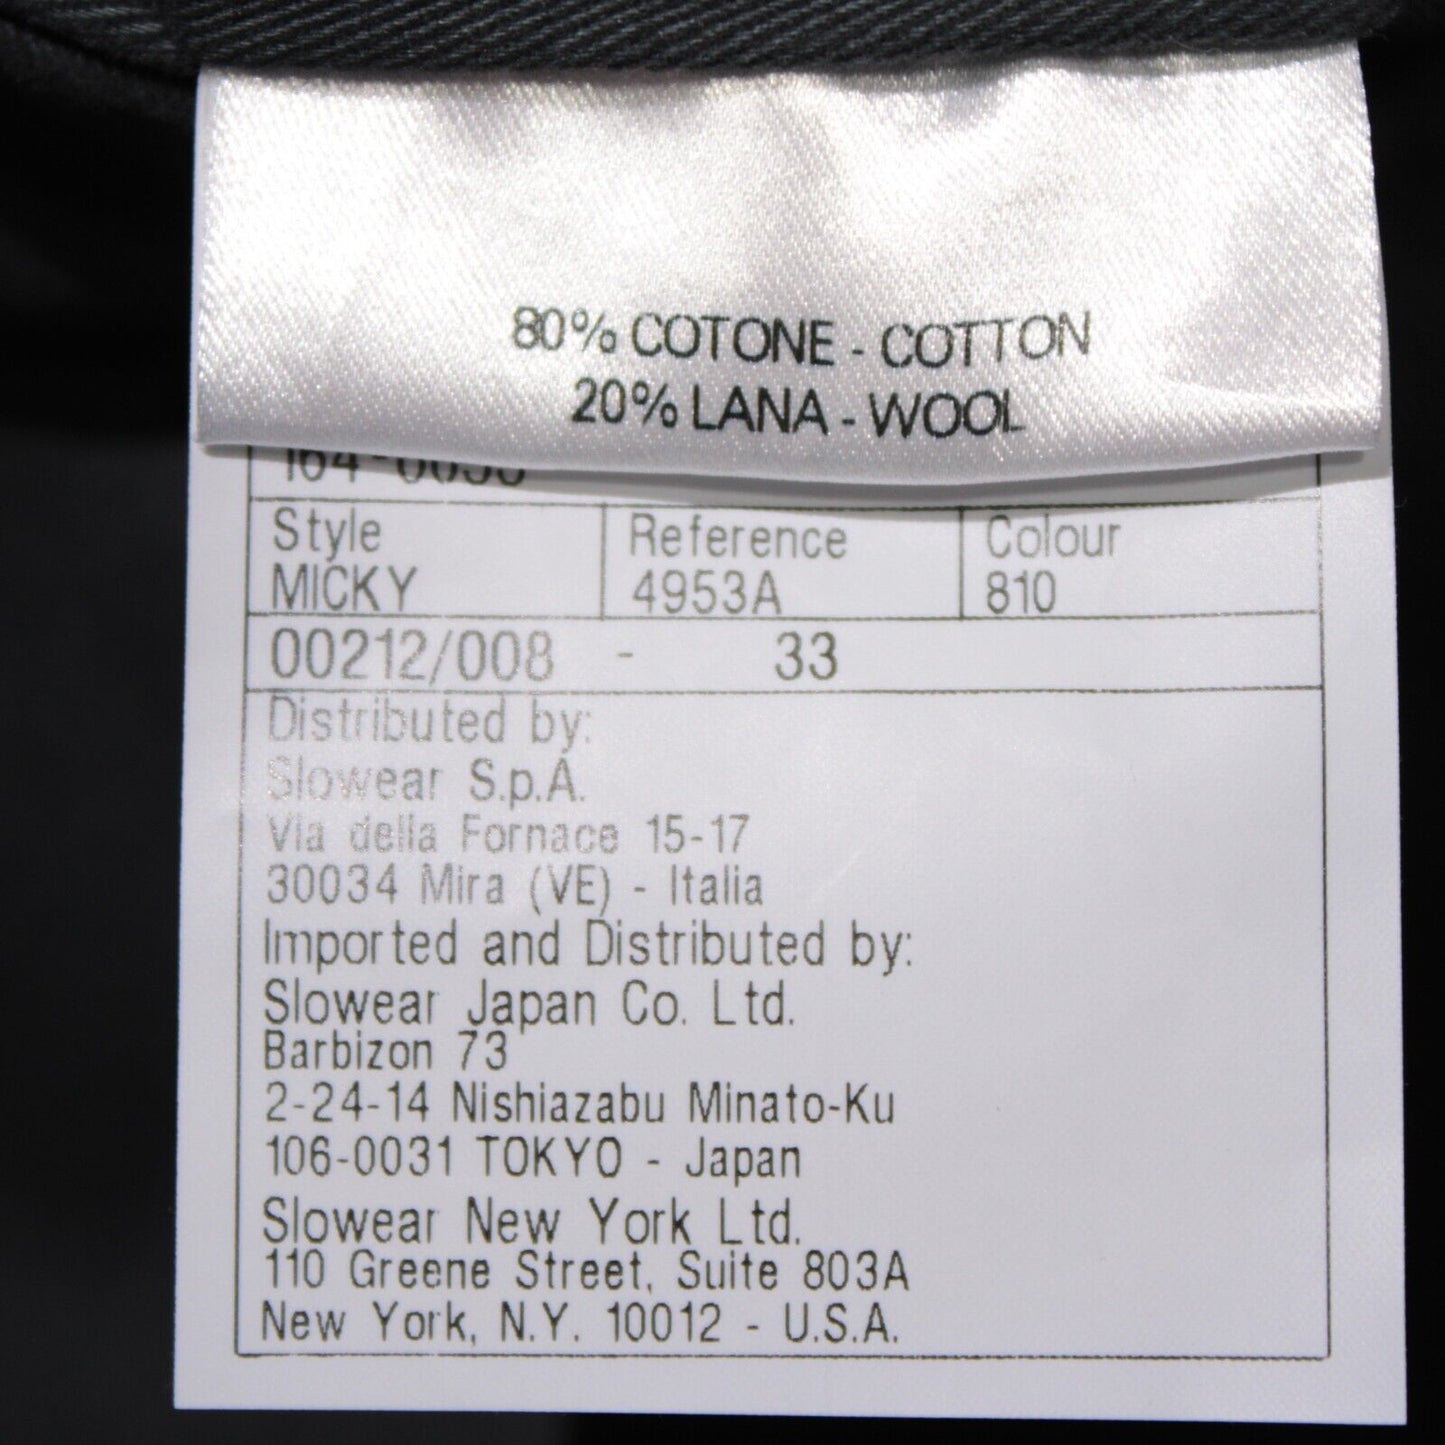 80% COTONE - COTTON
20% LANA - WOOL
Style Reference Colour
MICKY 4953A 810
00212/008 - 33
Distributed by:
Slowear S.p.A.
Via della Fornace 15-17
30034 Mira (VE) - Italia
Imported and Distributed by:
Slowear Japan Co. Ltd.
Barbizon 73
2-24-14 Nishiazabu Minato-Ku
106-0031 TOKYO - Japan
Slowear New York Ltd.
110 Greene Street, Suite 803A
New York, N.Y. 10012 - U.S.A.